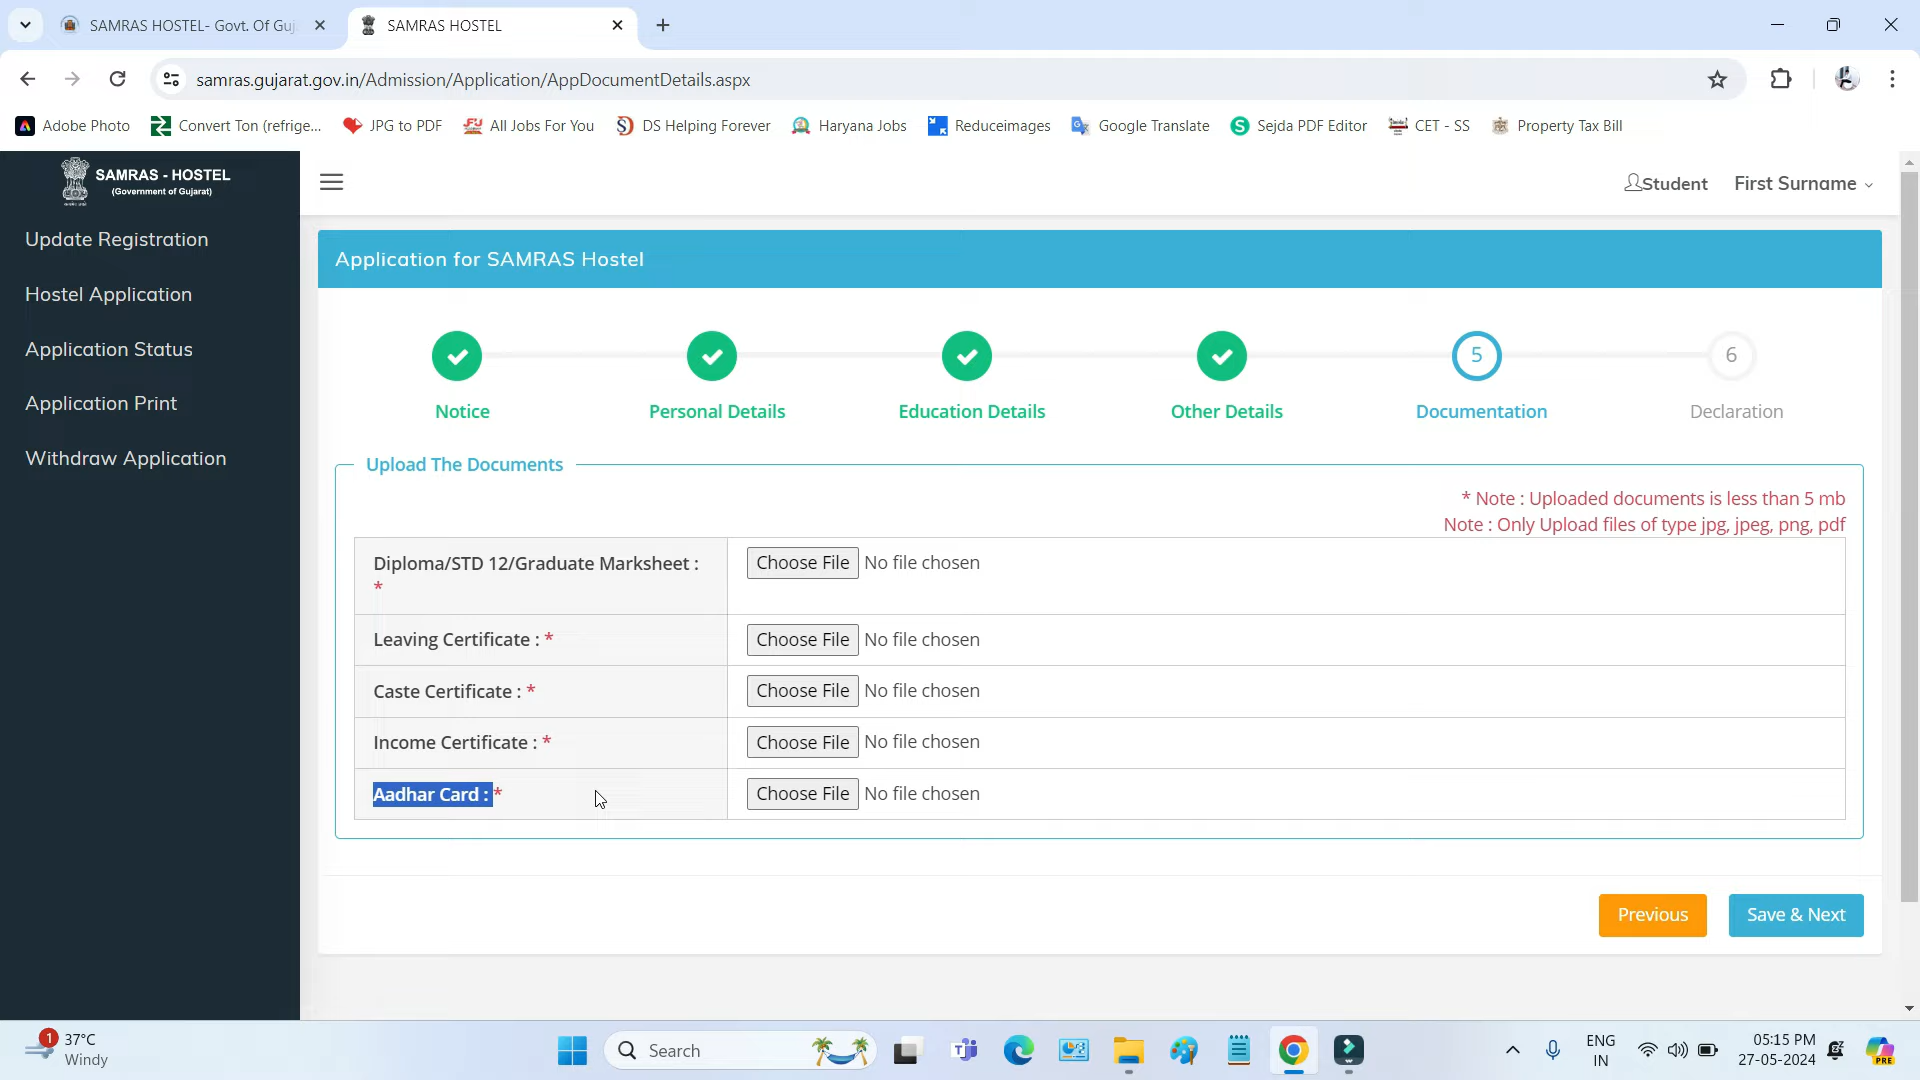 SAMRAS HOSTEL- Govt. Of Guj
SAMRAS HOSTEL
samras.gujarat.gov.in/Admission/Application/AppDocumentDetails.aspx
Adobe Photo
Convert Ton (refrige...
JPG to PDF
All Jobs For You
DS Helping Forever
Haryana Jobs
Reduceimages
Google Translate
Sejda PDF Editor
CET - SS
Property Tax Bill
SAMRAS - HOSTEL
(Government of Gujarat)
Student
First Surname
Update Registration
Hostel Application
Application Status
Application Print
Withdraw Application
Application for SAMRAS Hostel
5
6
Notice
Personal Details
Education Details
Other Details
Documentation
Declaration
Upload The Documents
* Note : Uploaded documents is less than 5 mb
Note : Only Upload files of type jpg, jpeg, png, pdf
Diploma/STD 12/Graduate Marksheet :
*
Choose File No file chosen
Leaving Certificate : *
Choose File No file chosen
Caste Certificate : *
Choose File No file chosen
Income Certificate : *
Choose File No file chosen
Aadhar Card : *
Choose File No file chosen
Previous
Save & Next
1
37°C
Windy
Search
ENG
IN
05:15 PM
27-05-2024
PRE